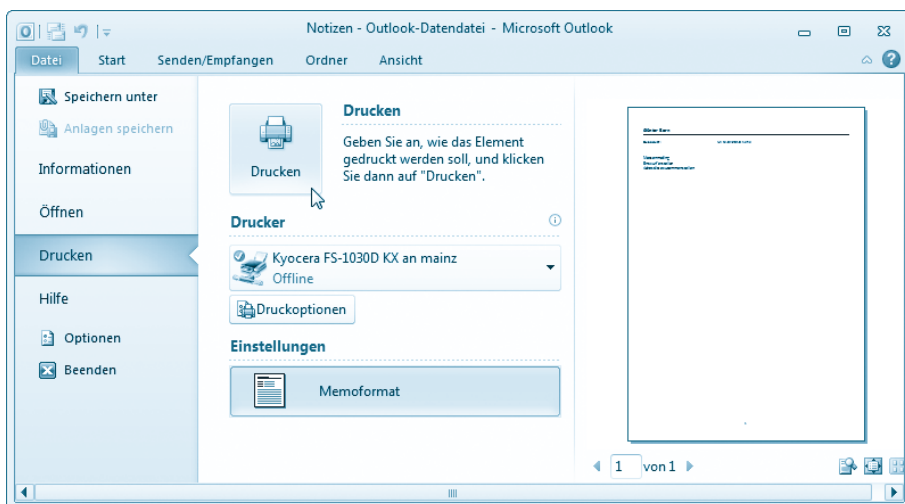 Notizen - Outlook-Datendatei - Microsoft Outlook
Datei Start Senden/Empfangen Ordner Ansicht
Speichern unter
Anlagen speichern
Informationen
Öffnen
Drucken
Hilfe
Optionen
Beenden
Drucken
Drucken
Geben Sie an, wie das Element
gedruckt werden soll, und klicken
Sie dann auf "Drucken".
Drucker
Kyocera FS-1030D KX an mainz
Offline
Druckoptionen
Einstellungen
Memoformat
1 von 1